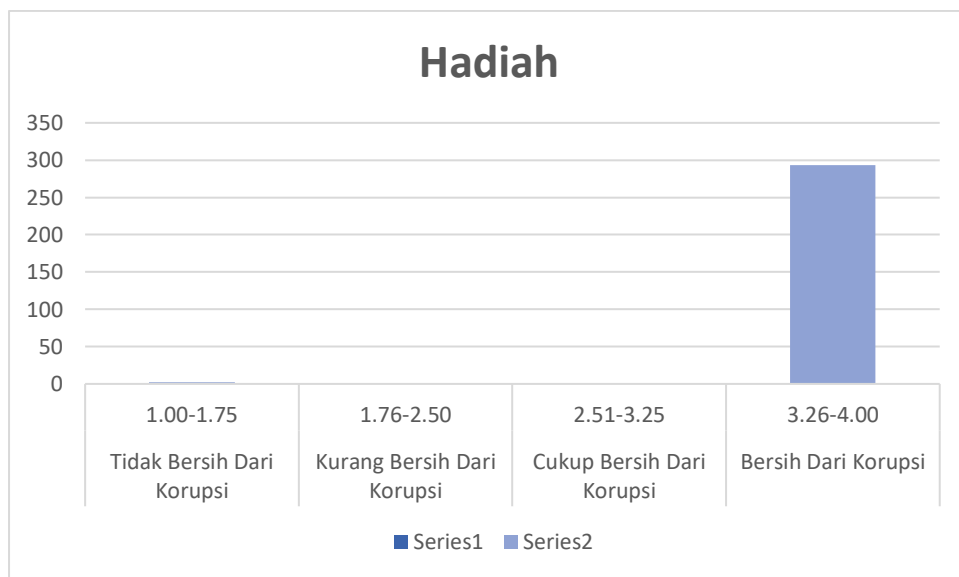 Hadiah
350
300
250
200
150
100
50
0
1.00-1.75
1.76-2.50
2.51-3.25
3.26-4.00
Tidak Bersih Dari
Korupsi
Kurang Bersih Dari
Korupsi
Cukup Bersih Dari
Korupsi
Bersih Dari Korupsi
Series1
Series2